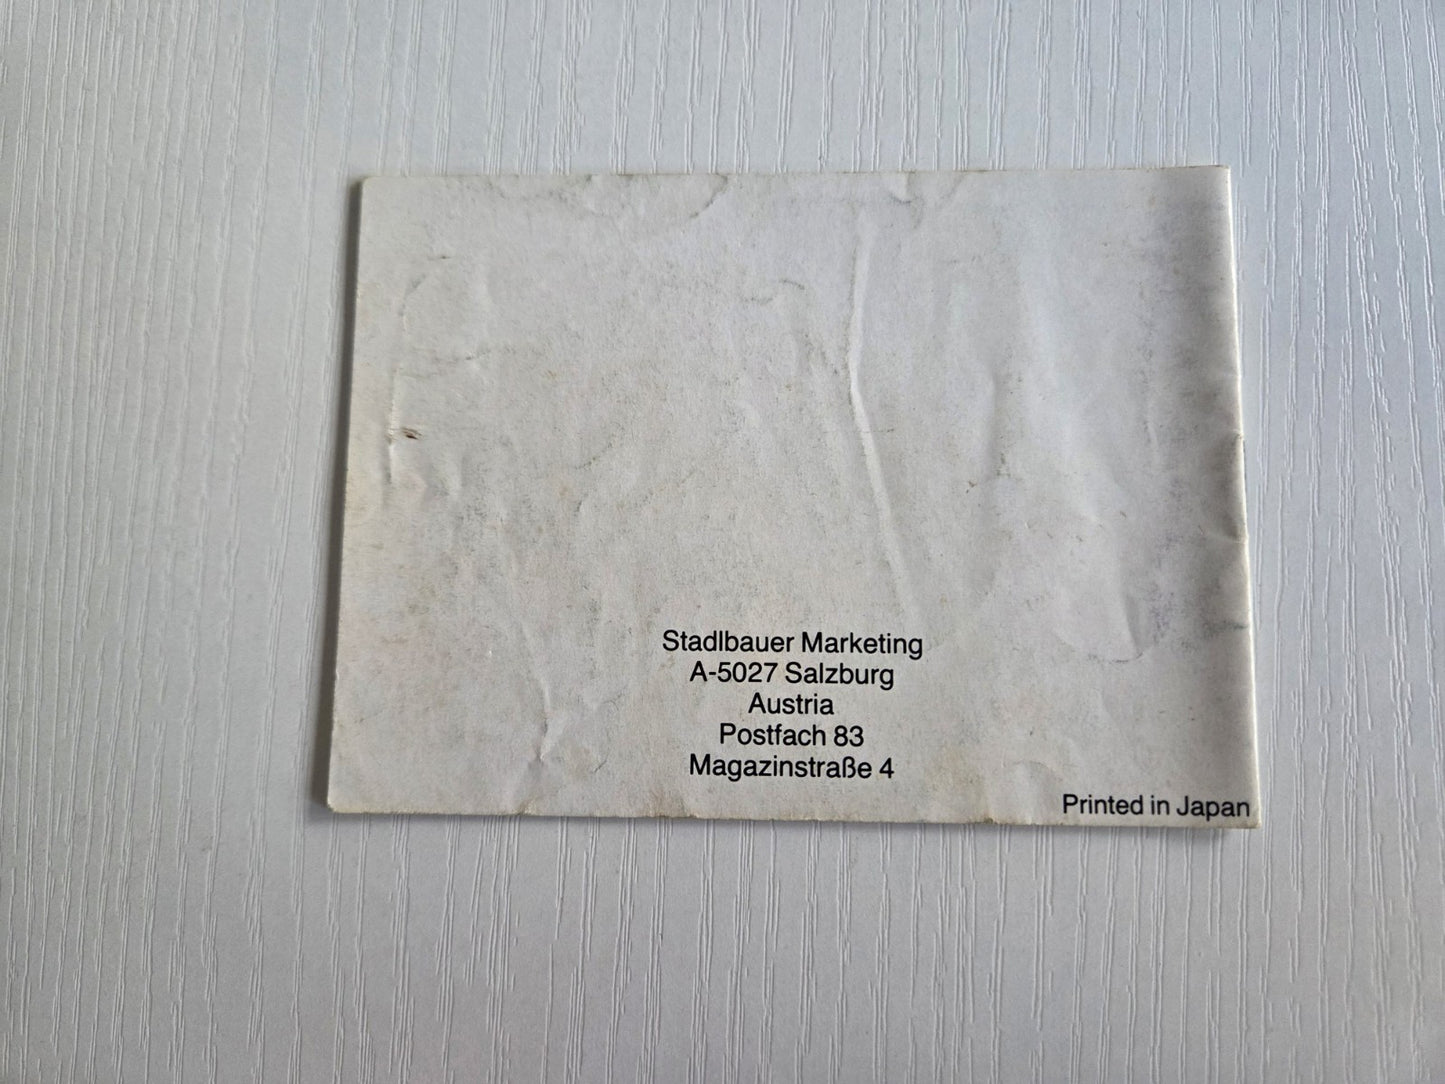 Stadlbauer Marketing
A-5027 Salzburg
Austria
Postfach 83
Magazinstraße 4
Printed in Japan